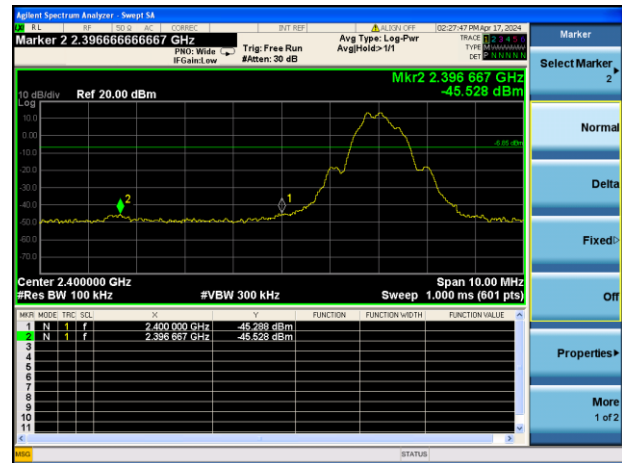 Agilent Spectrum Analyzer - Swept SA
RL RF 50 Ω AC CORREC INT REF ALIGN OFF 02:27:47 PM Apr 17, 2024
Marker 2 2.396666666667 GHz
PNO: Wide
IFGain:Low
Trig: Free Run
#Atten: 30 dB
Avg Type: Log-Pwr
Avg|Hold>1/1
TRACE 1 2 3 4 5 6
TYPE M
DET P N N N N N
Mkr2 2.396 667 GHz
-45.528 dBm
10 dB/div Ref 20.00 dBm
Log
10.0
0.00
-10.0
-20.0
-30.0
-40.0
-50.0
-60.0
-70.0
2
1
Center 2.400000 GHz Span 10.00 MHz
#Res BW 100 kHz #VBW 300 kHz Sweep 1.000 ms (601 pts)
MKR MODE TRC SCL X Y FUNCTION FUNCTION WIDTH FUNCTION VALUE
1 N 1 f 2.400 000 GHz -45.288 dBm
2 N 1 f 2.396 667 GHz -45.528 dBm
3
4
5
6
7
8
9
10
11
MSG STATUS
Marker
Select Marker
2
Normal
Delta
Fixed
Off
Properties
More
1 of 2